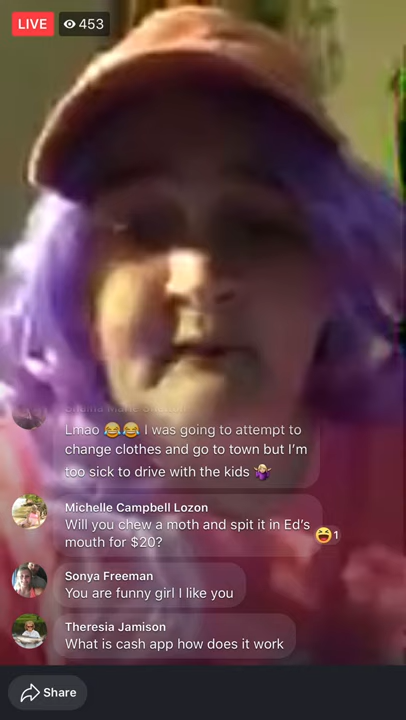 LIVE 453
Lmao 😂😂 I was going to attempt to
change clothes and go to town but I'm
too sick to drive with the kids 🤷‍♀️
Michelle Campbell Lozon
Will you chew a moth and spit it in Ed's
mouth for $20?
😆1
Sonya Freeman
You are funny girl I like you
Theresia Jamison
What is cash app how does it work
Share